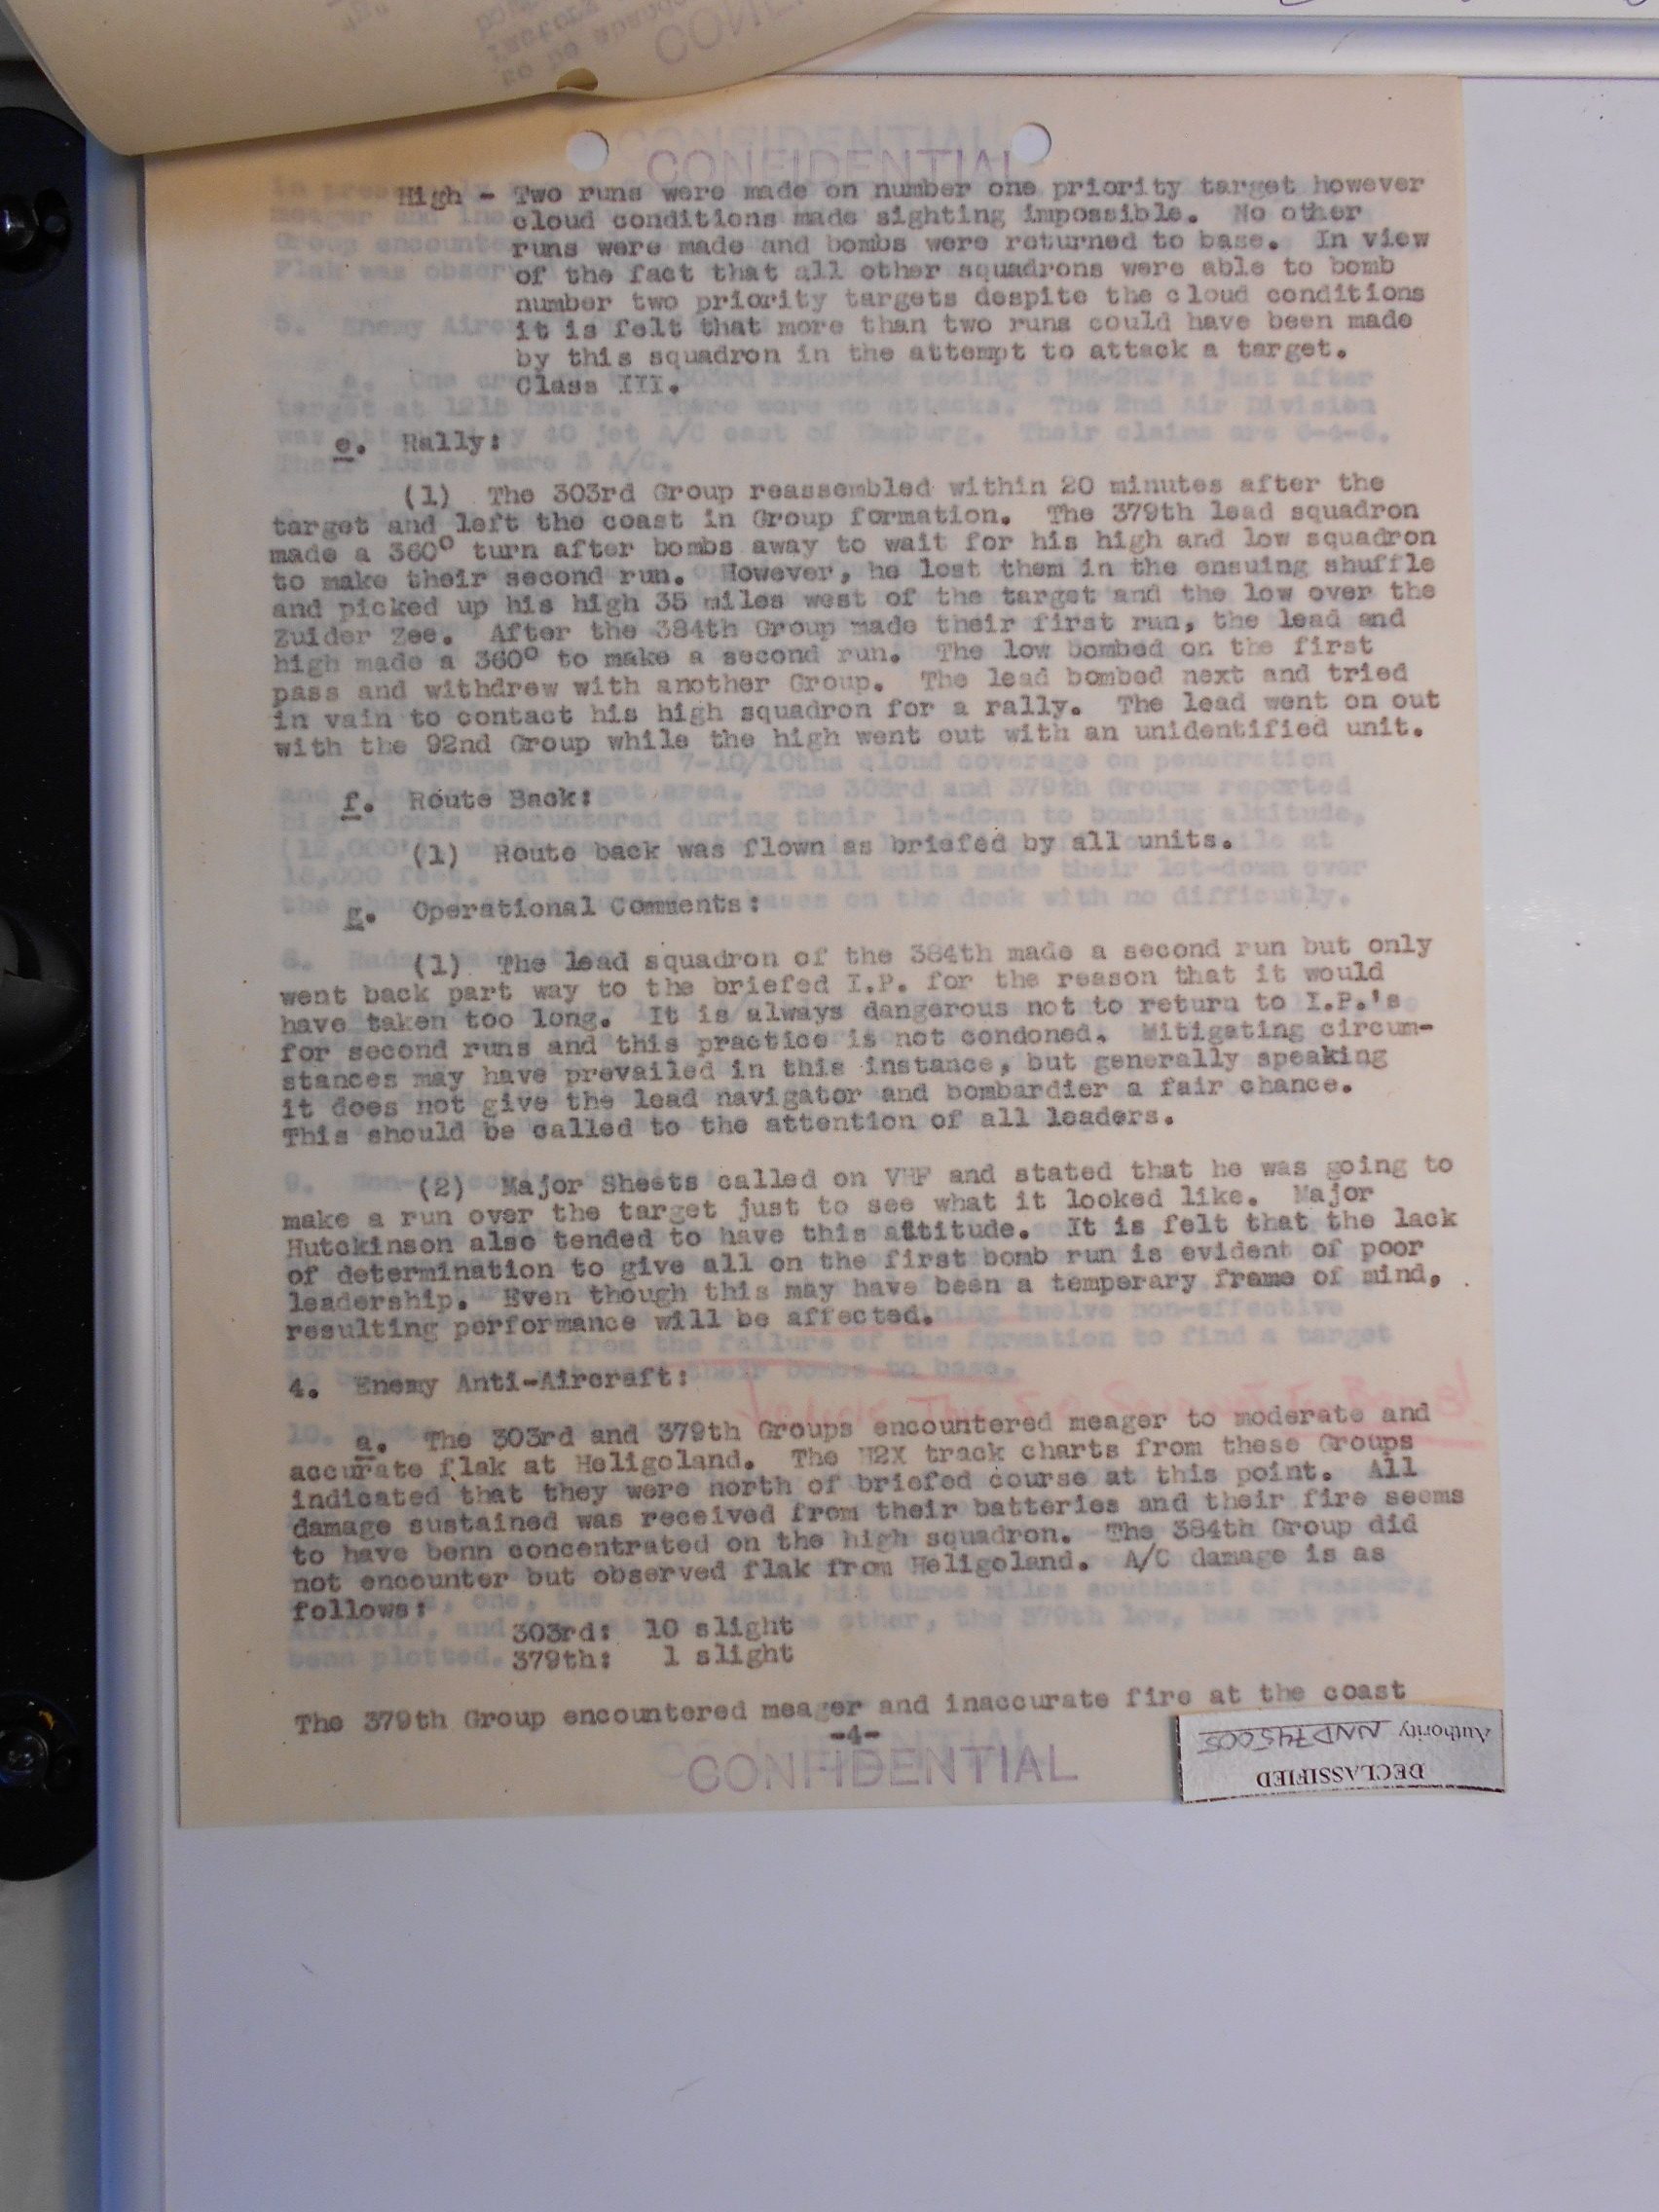 CONFIDENTIAL
High - Two runs were made on number one priority target however
cloud conditions made sighting impossible. No other
runs were made and bombs were returned to base. In view
of the fact that all other squadrons were able to bomb
number two priority targets despite the cloud conditions
it is felt that more than two runs could have been made
by this squadron in the attempt to attack a target.
Class III.
e. Rally:
(1) The 303rd Group reassembled within 20 minutes after the
target and left the coast in Group formation. The 379th lead squadron
made a 360° turn after bombs away to wait for his high and low squadron
to make their second run. However, he lost them in the ensuing shuffle
and picked up his high 35 miles west of the target and the low over the
Zuider Zee. After the 384th Group made their first run, the lead and
high made a 360° to make a second run. The low bombed on the first
pass and withdrew with another Group. The lead bombed next and tried
in vain to contact his high squadron for a rally. The lead went on out
with the 92nd Group while the high went out with an unidentified unit.
f. Route Back:
(1) Route back was flown as briefed by all units.
g. Operational Comments:
(1) The lead squadron of the 384th made a second run but only
went back part way to the briefed I.P. for the reason that it would
have taken too long. It is always dangerous not to return to I.P.'s
for second runs and this practice is not condoned. Mitigating circum-
stances may have prevailed in this instance, but generally speaking
it does not give the lead navigator and bombardier a fair chance.
This should be called to the attention of all leaders.
(2) Major Sheets called on VHF and stated that he was going to
make a run over the target just to see what it looked like. Major
Hutckinson also tended to have this attitude. It is felt that the lack
of determination to give all on the first bomb run is evident of poor
leadership. Even though this may have been a temperary frame of mind,
resulting performance will be affected.
4. Enemy Anti-Aircraft:
a. The 303rd and 379th Groups encountered meager to moderate and
accurate flak at Heligoland. The H2X track charts from these Groups
indicated that they were north of briefed course at this point. All
damage sustained was received from their batteries and their fire seems
to have benn concentrated on the high squadron. The 384th Group did
not encounter but observed flak from Heligoland. A/C damage is as
follows:
303rd: 10 slight
379th: 1 slight
The 379th Group encountered meager and inaccurate fire at the coast
-4-
CONFIDENTIAL
DECLASSIFIED
Authority NND745005